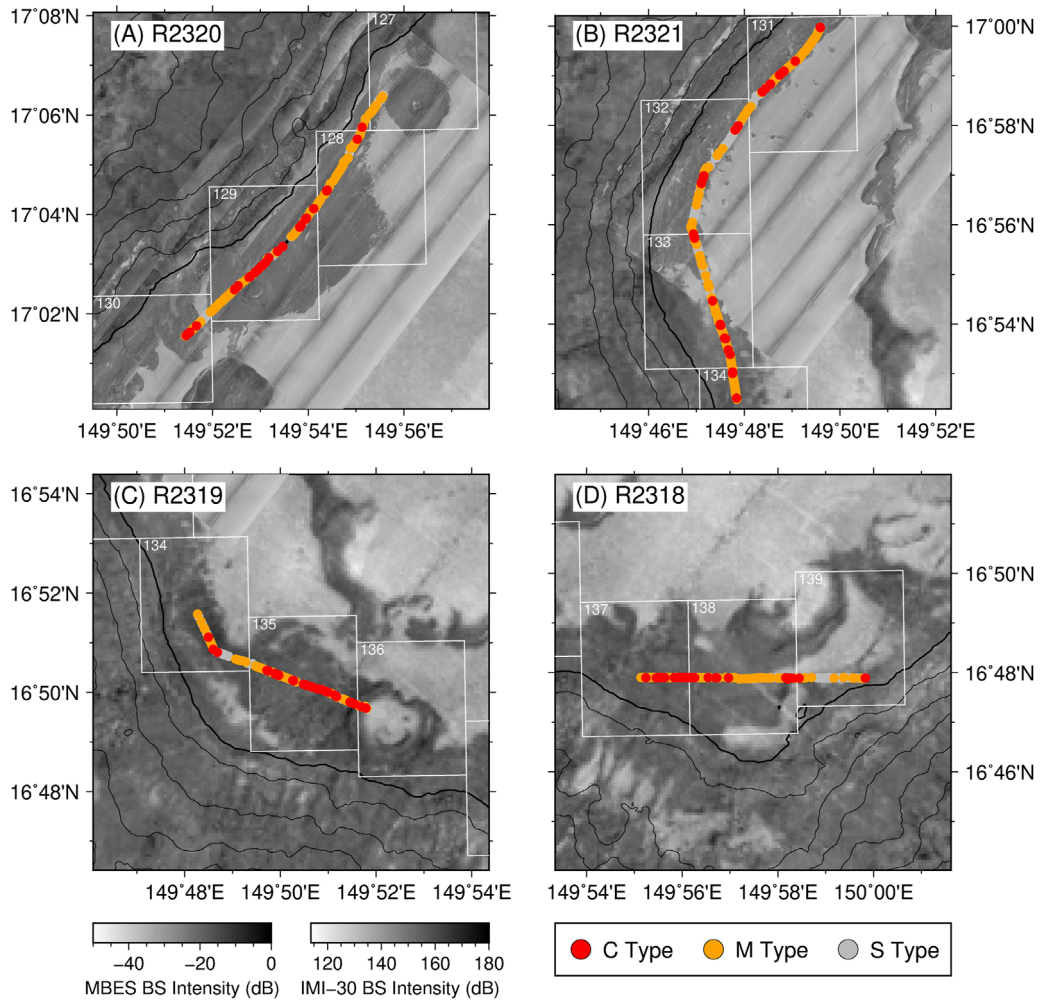 (A) R2320
127
128
129
130
17°08'N
17°06'N
17°04'N
17°02'N
149°50'E 149°52'E 149°54'E 149°56'E
(B) R2321
131
132
133
134
17°00'N
16°58'N
16°56'N
16°54'N
149°46'E 149°48'E 149°50'E 149°52'E
(C) R2319
134
135
136
16°54'N
16°52'N
16°50'N
16°48'N
149°48'E 149°50'E 149°52'E 149°54'E
(D) R2318
137
138
139
16°50'N
16°48'N
16°46'N
149°54'E 149°56'E 149°58'E 150°00'E
−40 −20 0
MBES BS Intensity (dB)
120 140 160 180
IMI−30 BS Intensity (dB)
C Type M Type S Type